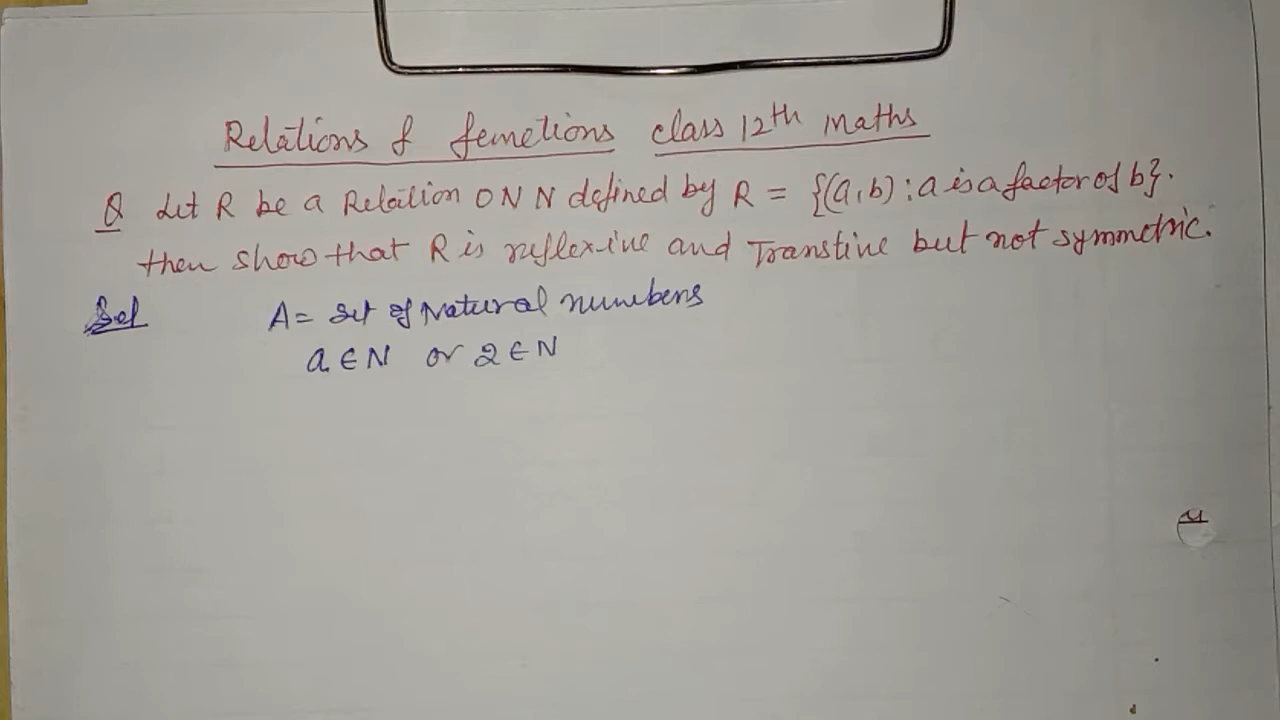 Relations & functions class 12th maths
Q Let R be a Relation ON N defined by R = {(a,b) : a is a factor of b}.
then show that R is reflexive and Transtive but not symmetric.
Sol A = Set of Natural numbers
a ∈ N or 2 ∈ N